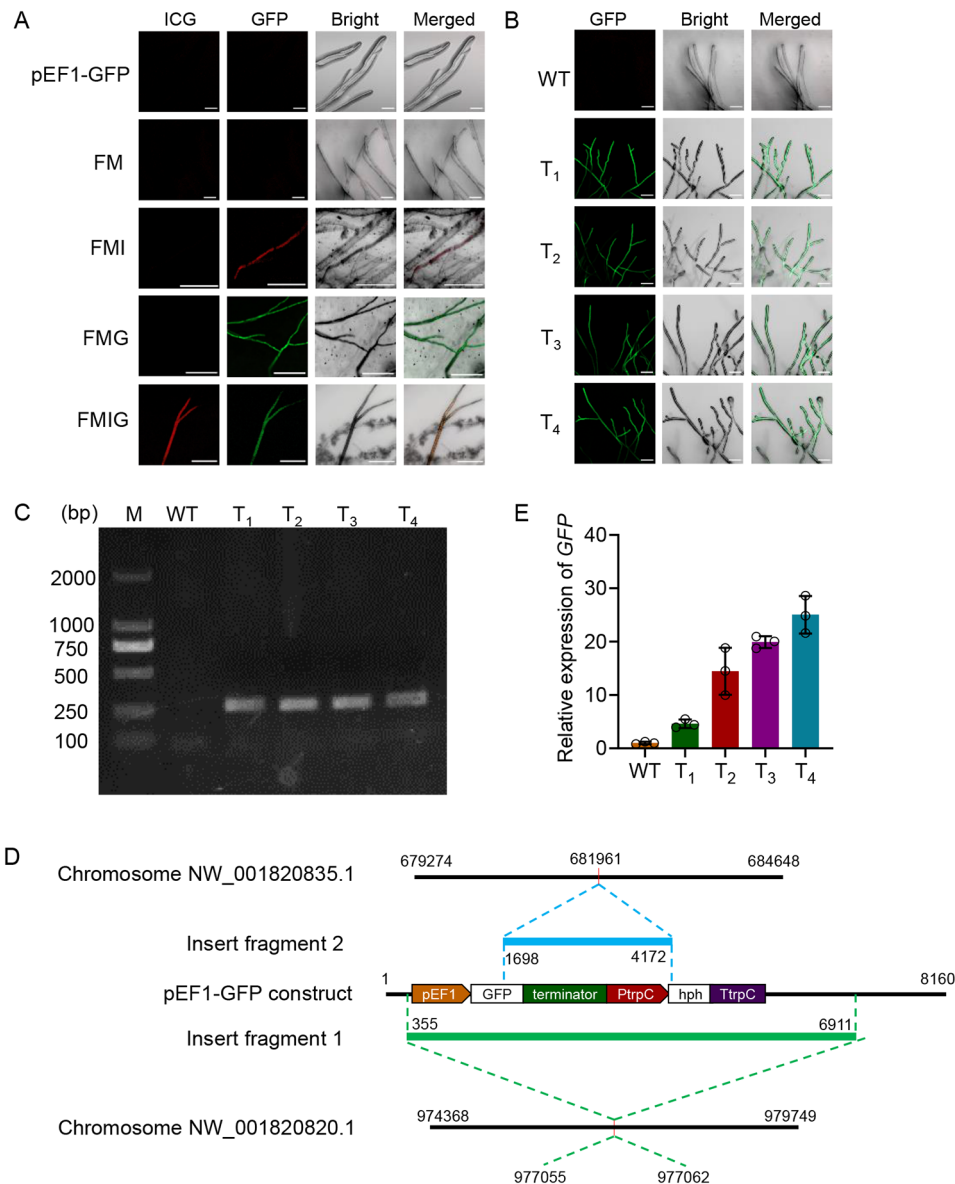 A
ICG GFP Bright Merged
pEF1-GFP
FM
FMI
FMG
FMIG
B
GFP Bright Merged
WT
T1
T2
T3
T4
C (bp) M WT T1 T2 T3 T4
2000
1000
750
500
250
100
E
Relative expression of GFP
40
30
20
10
0
WT T1 T2 T3 T4
D
679274 681961 684648
Chromosome NW_001820835.1
Insert fragment 2
1698 4172
1 8160
pEF1-GFP construct
pEF1 GFP terminator PtrpC hph TtrpC
355 6911
Insert fragment 1
974368 979749
Chromosome NW_001820820.1
977055 977062